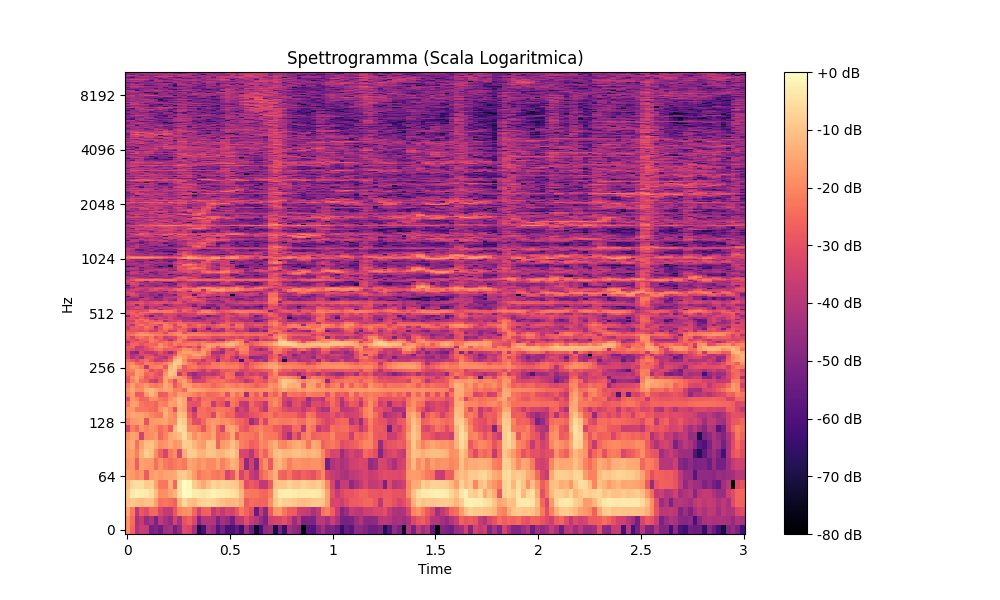 Spettrogramma (Scala Logaritmica)
8192
4096
2048
1024
512
256
128
64
0
Hz
0
0.5
1
1.5
2
2.5
3
Time
+0 dB
-10 dB
-20 dB
-30 dB
-40 dB
-50 dB
-60 dB
-70 dB
-80 dB